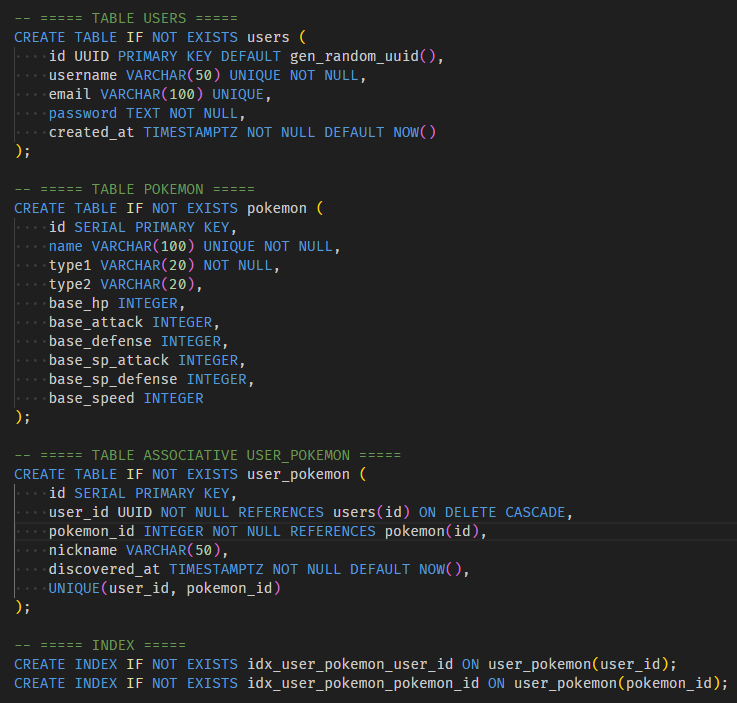 -- ===== TABLE USERS =====
CREATE TABLE IF NOT EXISTS users (
    id UUID PRIMARY KEY DEFAULT gen_random_uuid(),
    username VARCHAR(50) UNIQUE NOT NULL,
    email VARCHAR(100) UNIQUE,
    password TEXT NOT NULL,
    created_at TIMESTAMPTZ NOT NULL DEFAULT NOW()
);

-- ===== TABLE POKEMON =====
CREATE TABLE IF NOT EXISTS pokemon (
    id SERIAL PRIMARY KEY,
    name VARCHAR(100) UNIQUE NOT NULL,
    type1 VARCHAR(20) NOT NULL,
    type2 VARCHAR(20),
    base_hp INTEGER,
    base_attack INTEGER,
    base_defense INTEGER,
    base_sp_attack INTEGER,
    base_sp_defense INTEGER,
    base_speed INTEGER
);

-- ===== TABLE ASSOCIATIVE USER_POKEMON =====
CREATE TABLE IF NOT EXISTS user_pokemon (
    id SERIAL PRIMARY KEY,
    user_id UUID NOT NULL REFERENCES users(id) ON DELETE CASCADE,
    pokemon_id INTEGER NOT NULL REFERENCES pokemon(id),
    nickname VARCHAR(50),
    discovered_at TIMESTAMPTZ NOT NULL DEFAULT NOW(),
    UNIQUE(user_id, pokemon_id)
);

-- ===== INDEX =====
CREATE INDEX IF NOT EXISTS idx_user_pokemon_user_id ON user_pokemon(user_id);
CREATE INDEX IF NOT EXISTS idx_user_pokemon_pokemon_id ON user_pokemon(pokemon_id);